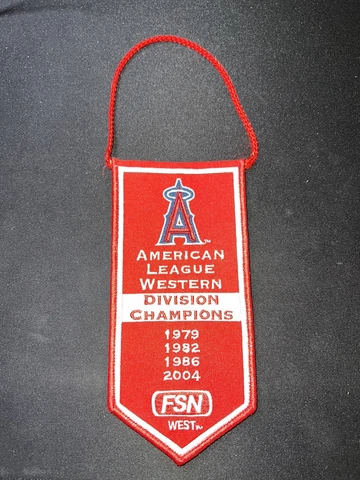 A
AMERICAN
LEAGUE
WESTERN
DIVISION
CHAMPIONS
1979
1982
1986
2004
FSN
WEST